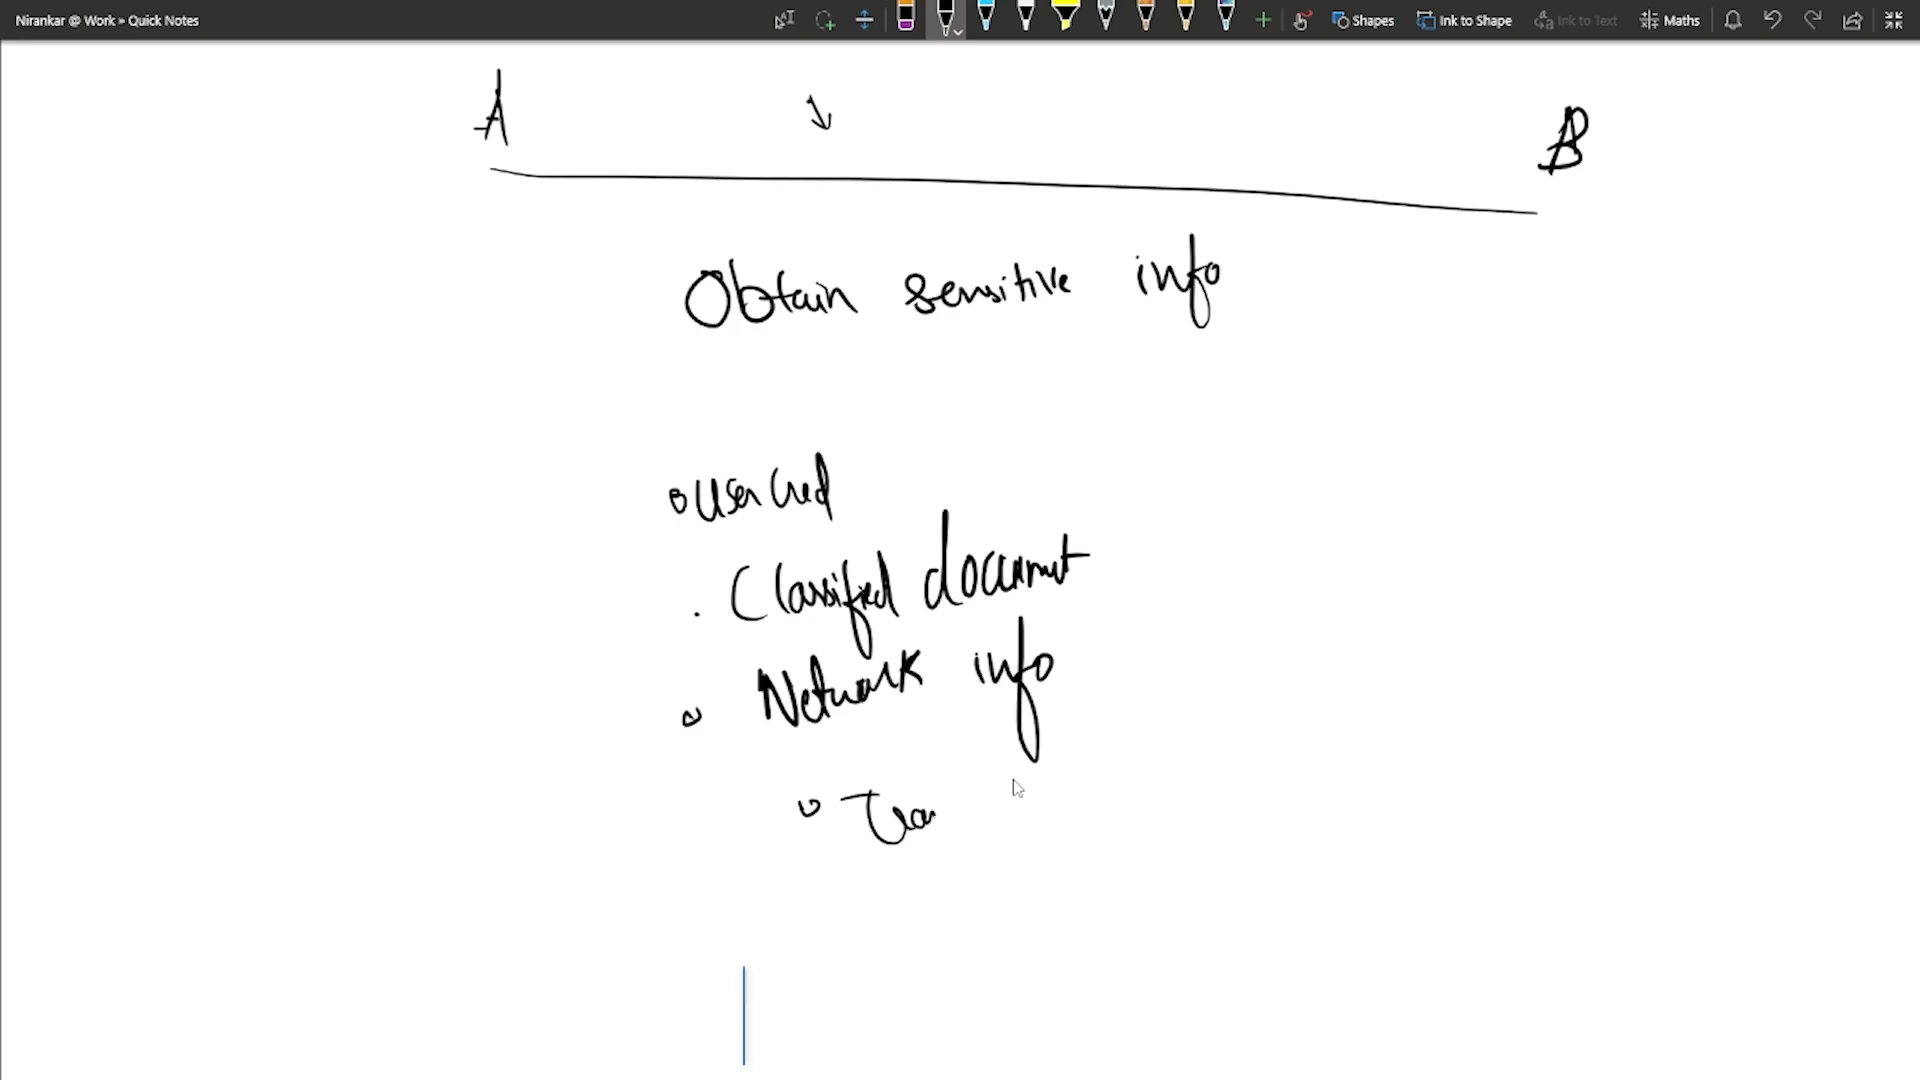 Nirankar @ Work » Quick Notes
Shapes Ink to Shape Ink to Text Maths
A B
Obtain sensitive info
User Cred
Classified document
Network info
Tra